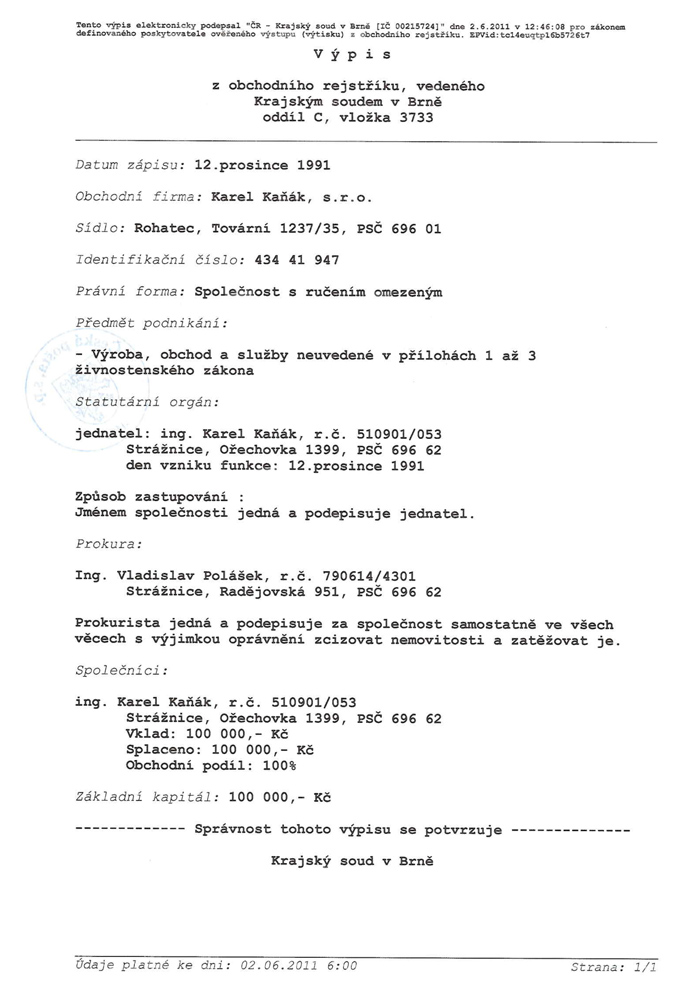 Tento výpis elektronicky podepsal "ČR - Krajský soud v Brně [IČ 00215724]" dne 2.6.2011 v 12:46:08 pro zákonem
definovaného poskytovatele ověřeného výstupu (výtisku) z obchodního rejstříku. EPVid:tc14euqtp16b5726t7
V ý p i s
z obchodního rejstříku, vedeného
Krajským soudem v Brně
oddíl C, vložka 3733
Datum zápisu: 12.prosince 1991
Obchodní firma: Karel Kaňák, s.r.o.
Sídlo: Rohatec, Tovární 1237/35, PSČ 696 01
Identifikační číslo: 434 41 947
Právní forma: Společnost s ručením omezeným
Předmět podnikání:
- Výroba, obchod a služby neuvedené v přílohách 1 až 3
živnostenského zákona
Statutární orgán:
jednatel: ing. Karel Kaňák, r.č. 510901/053
Strážnice, Ořechovka 1399, PSČ 696 62
den vzniku funkce: 12.prosince 1991
Způsob zastupování :
Jménem společnosti jedná a podepisuje jednatel.
Prokura:
Ing. Vladislav Polášek, r.č. 790614/4301
Strážnice, Radějovská 951, PSČ 696 62
Prokurista jedná a podepisuje za společnost samostatně ve všech
věcech s výjimkou oprávnění zcizovat nemovitosti a zatěžovat je.
Společníci:
ing. Karel Kaňák, r.č. 510901/053
Strážnice, Ořechovka 1399, PSČ 696 62
Vklad: 100 000,- Kč
Splaceno: 100 000,- Kč
Obchodní podíl: 100%
Základní kapitál: 100 000,- Kč
------------- Správnost tohoto výpisu se potvrzuje --------------
Krajský soud v Brně
Údaje platné ke dni: 02.06.2011 6:00
Strana: 1/1